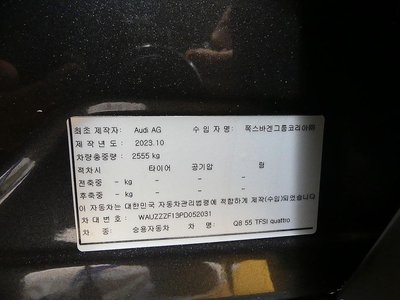 최초 제작자: Audi AG 수 입 자 명: 폭스바겐그룹코리아㈜
제 작 년 도: 2023.10
차량총중량: 2555 kg
적차시 타이어 공기압 형
전축중 - kg - - -
후축중 - kg - - -
이 자동차는 대한민국 자동차관리법령에 적합하게 제작(수입)되었습니다
차 대 번 호: WAUZZZF13PD052031
차 종: 승용자동차 차 명: Q8 55 TFSI quattro